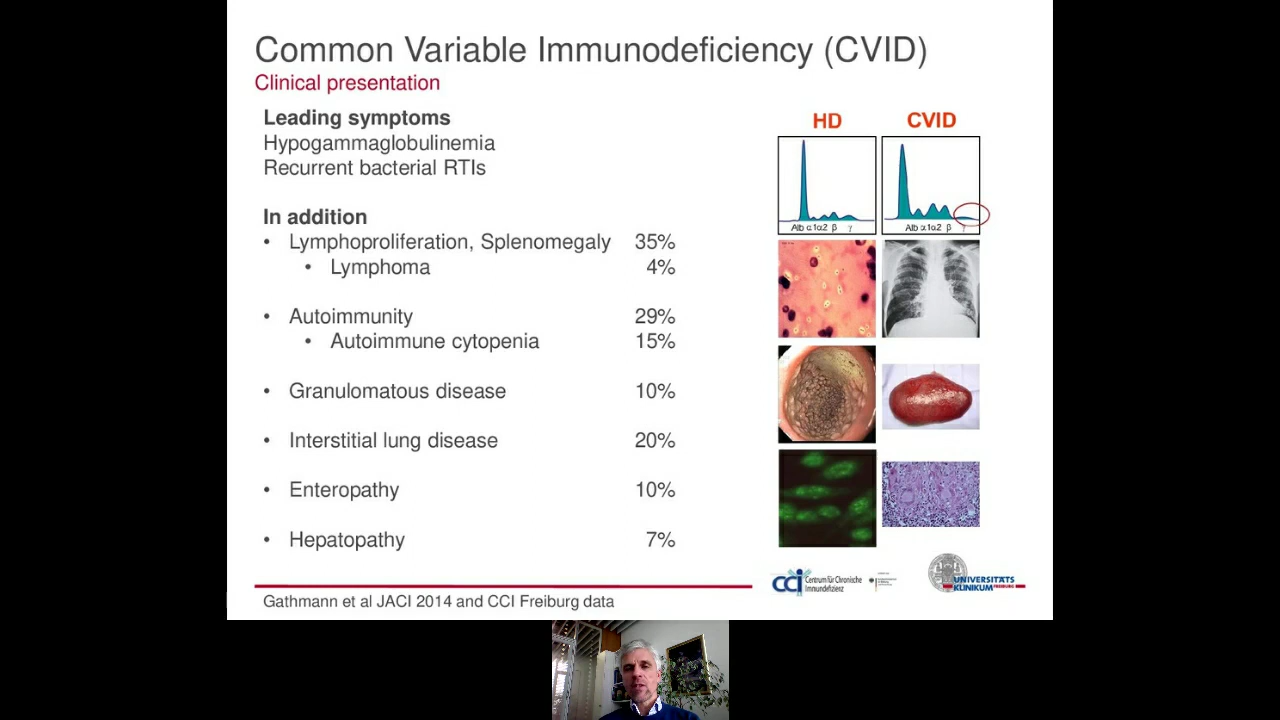 Common Variable Immunodeficiency (CVID)
Clinical presentation
Leading symptoms
Hypogammaglobulinemia
Recurrent bacterial RTIs
In addition
• Lymphoproliferation, Splenomegaly 35%
• Lymphoma 4%
• Autoimmunity 29%
• Autoimmune cytopenia 15%
• Granulomatous disease 10%
• Interstitial lung disease 20%
• Enteropathy 10%
• Hepatopathy 7%
HD CVID
Alb α1α2 β γ Alb α1α2 β γ
cci Centrum für Chronische
Immundefizienz
UNIVERSITÄTS
KLINIKUM FREIBURG
Gathmann et al JACI 2014 and CCI Freiburg data